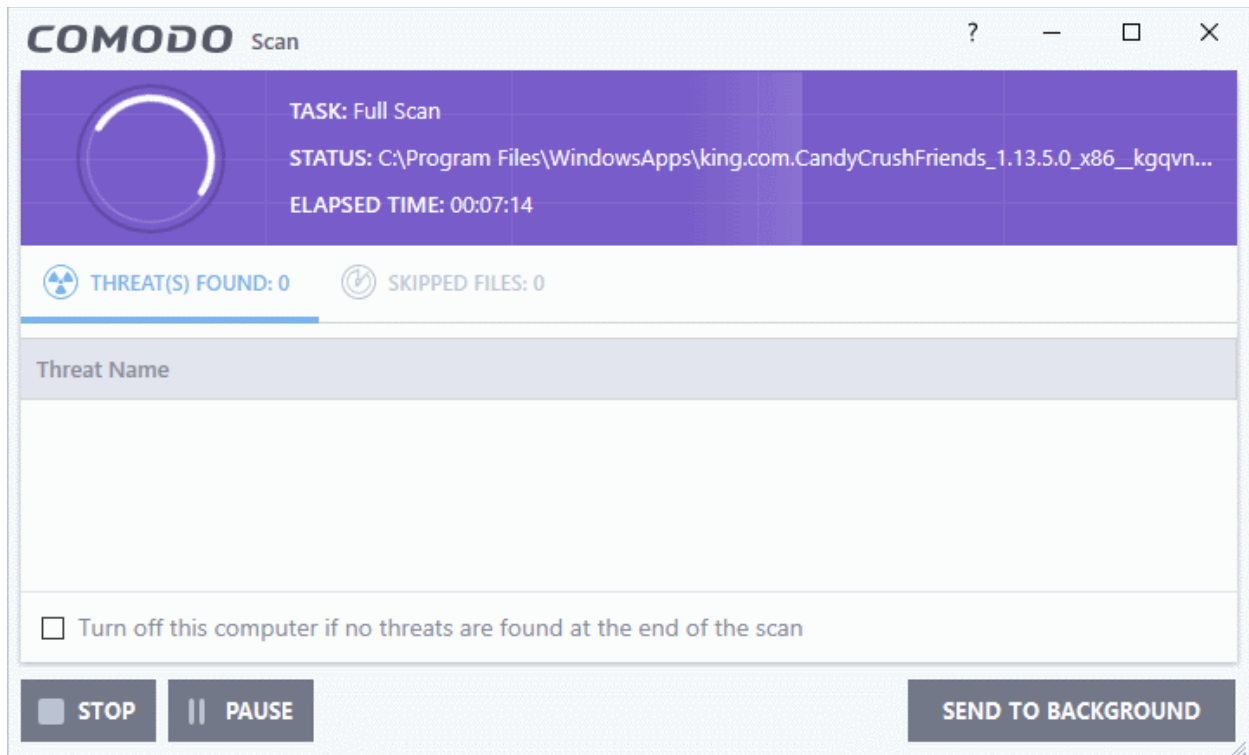 COMODO Scan ?
TASK: Full Scan
STATUS: C:\Program Files\WindowsApps\king.com.CandyCrushFriends_1.13.5.0_x86__kgqvn...
ELAPSED TIME: 00:07:14
THREAT(S) FOUND: 0 SKIPPED FILES: 0
Threat Name
Turn off this computer if no threats are found at the end of the scan
STOP PAUSE SEND TO BACKGROUND